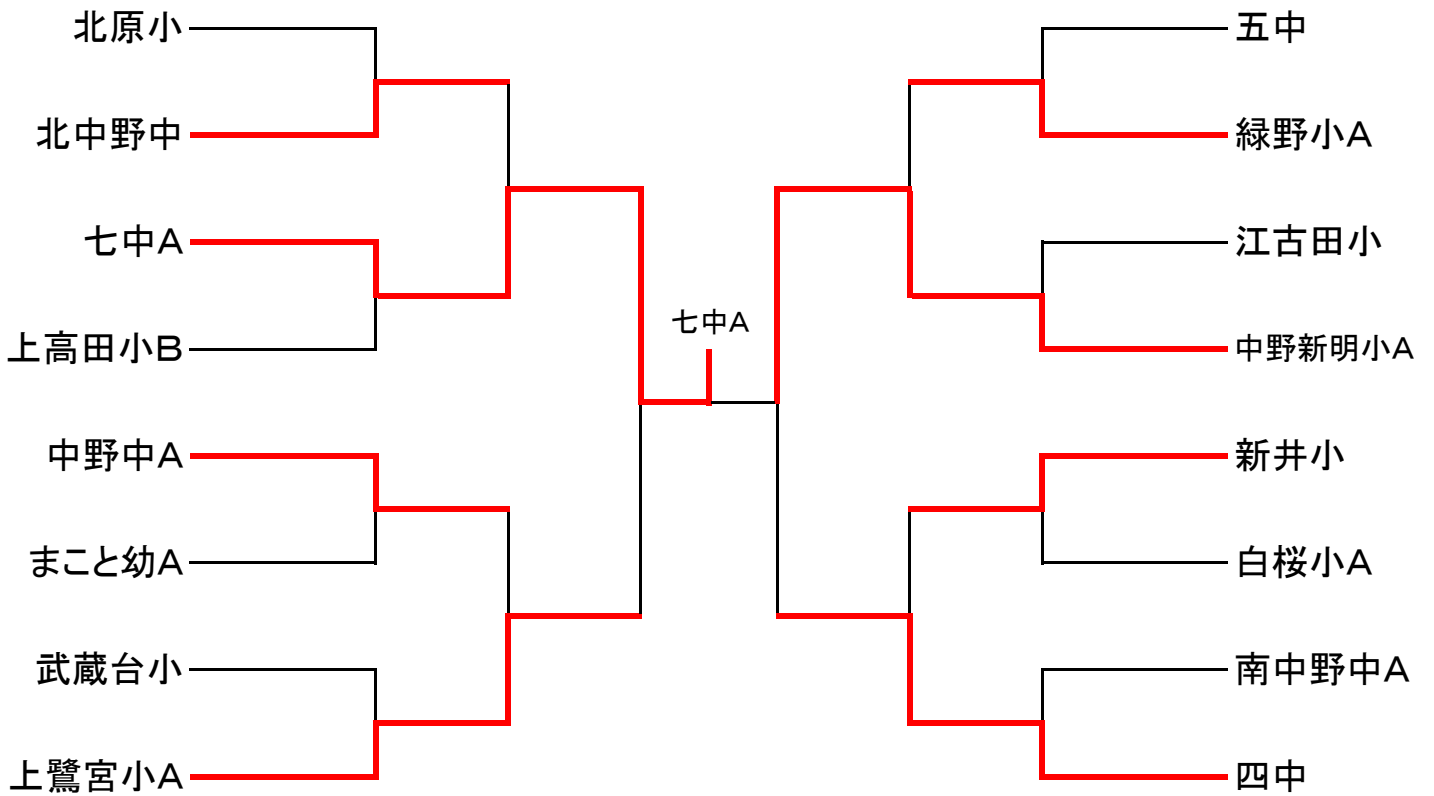 北原小
北中野中
七中A
上高田小B
中野中A
まこと幼A
武蔵台小
上鷺宮小A
七中A
五中
緑野小A
江古田小
中野新明小A
新井小
白桜小A
南中野中A
四中